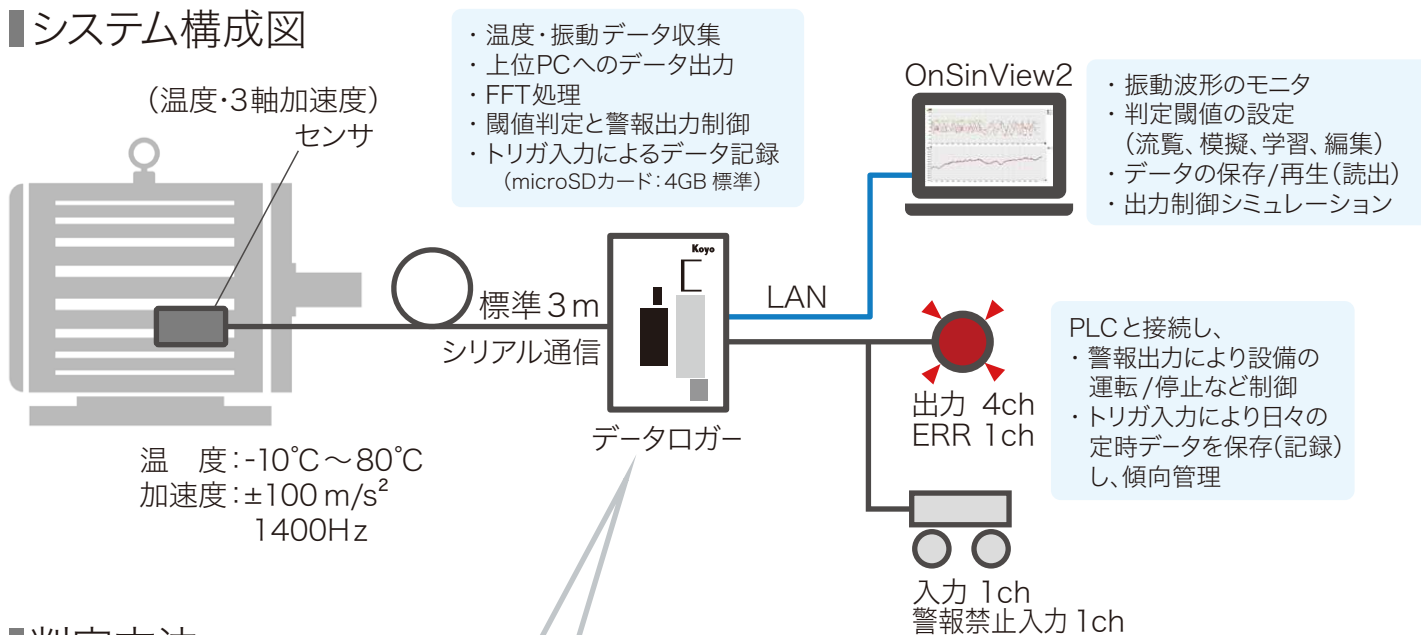 システム構成図
・温度・振動データ収集
・上位PCへのデータ出力
・FFT処理
・閾値判定と警報出力制御
・トリガ入力によるデータ記録
(microSDカード:4GB 標準)
OnSinView2
・振動波形のモニタ
・判定閾値の設定
(流覧、模擬、学習、編集)
・データの保存/再生(読出)
・出力制御シミュレーション
(温度・3軸加速度)
センサ
標準3m
シリアル通信
Koyo
データロガー
LAN
出力 4ch
ERR 1ch
PLCと接続し、
・警報出力により設備の
運転/停止など制御
・トリガ入力により日々の
定時データを保存(記録)
し、傾向管理
温 度:-10℃~80℃
加速度:±100 m/s²
1400Hz
入力 1ch
警報禁止入力1ch